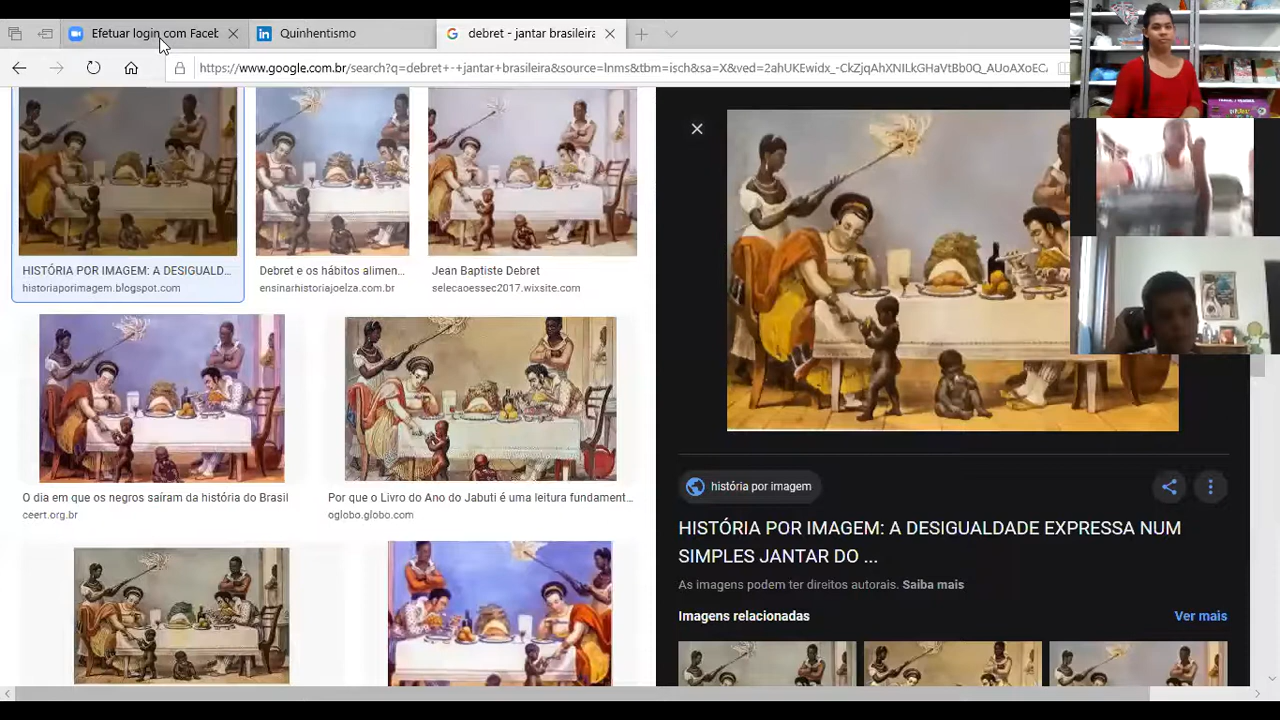 Efetuar login com Faceb
Quinhentismo
debret - jantar brasileira
https://www.google.com.br/search?q=debret+-+jantar+brasileira&source=lnms&tbm=isch&sa=X&ved=2ahUKEwidx_-CkZjqAhXNILkGHaVtBb0Q_AUoAXoECA
HISTÓRIA POR IMAGEM: A DESIGUALD...
historiaporimagem.blogspot.com
Debret e os hábitos alimen...
ensinarhistoriajoelza.com.br
Jean Baptiste Debret
selecaoessec2017.wixsite.com
O dia em que os negros saíram da história do Brasil
ceert.org.br
Por que o Livro do Ano do Jabuti é uma leitura fundament...
oglobo.globo.com
história por imagem
HISTÓRIA POR IMAGEM: A DESIGUALDADE EXPRESSA NUM
SIMPLES JANTAR DO ...
As imagens podem ter direitos autorais. Saiba mais
Imagens relacionadas
Ver mais